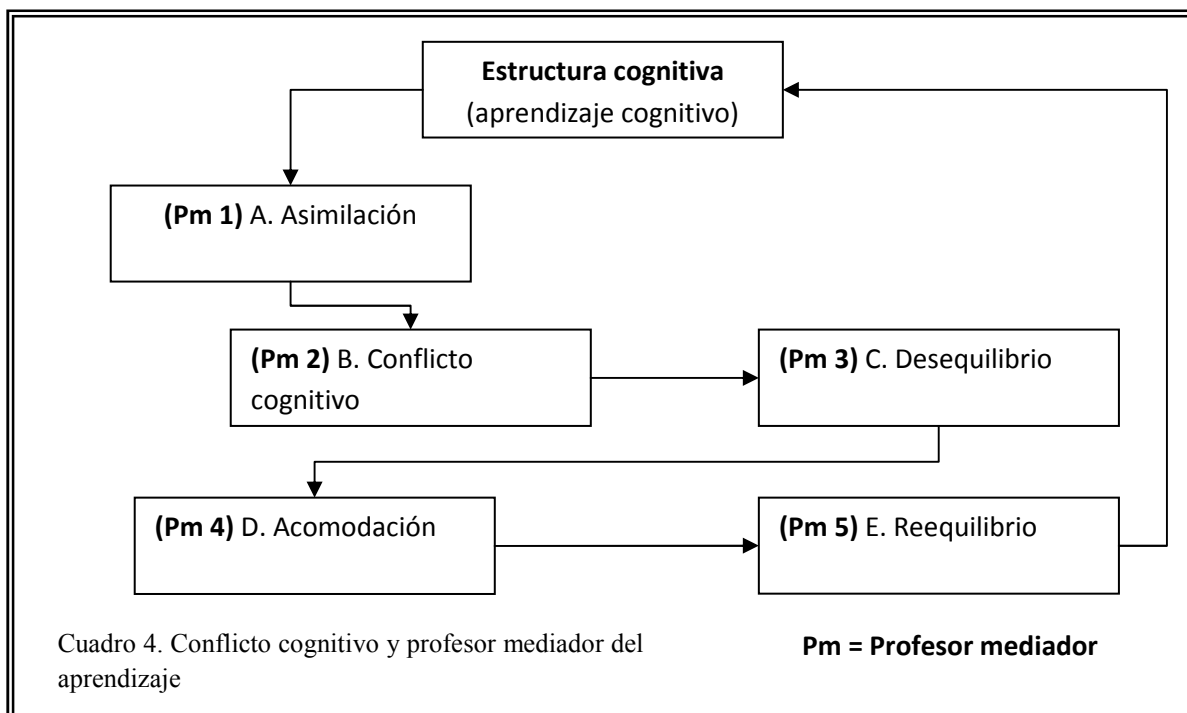 Estructura cognitiva
(aprendizaje cognitivo)
(Pm 1) A. Asimilación
(Pm 2) B. Conflicto
cognitivo
(Pm 3) C. Desequilibrio
(Pm 4) D. Acomodación
(Pm 5) E. Reequilibrio
Cuadro 4. Conflicto cognitivo y profesor mediador del
aprendizaje
Pm = Profesor mediador